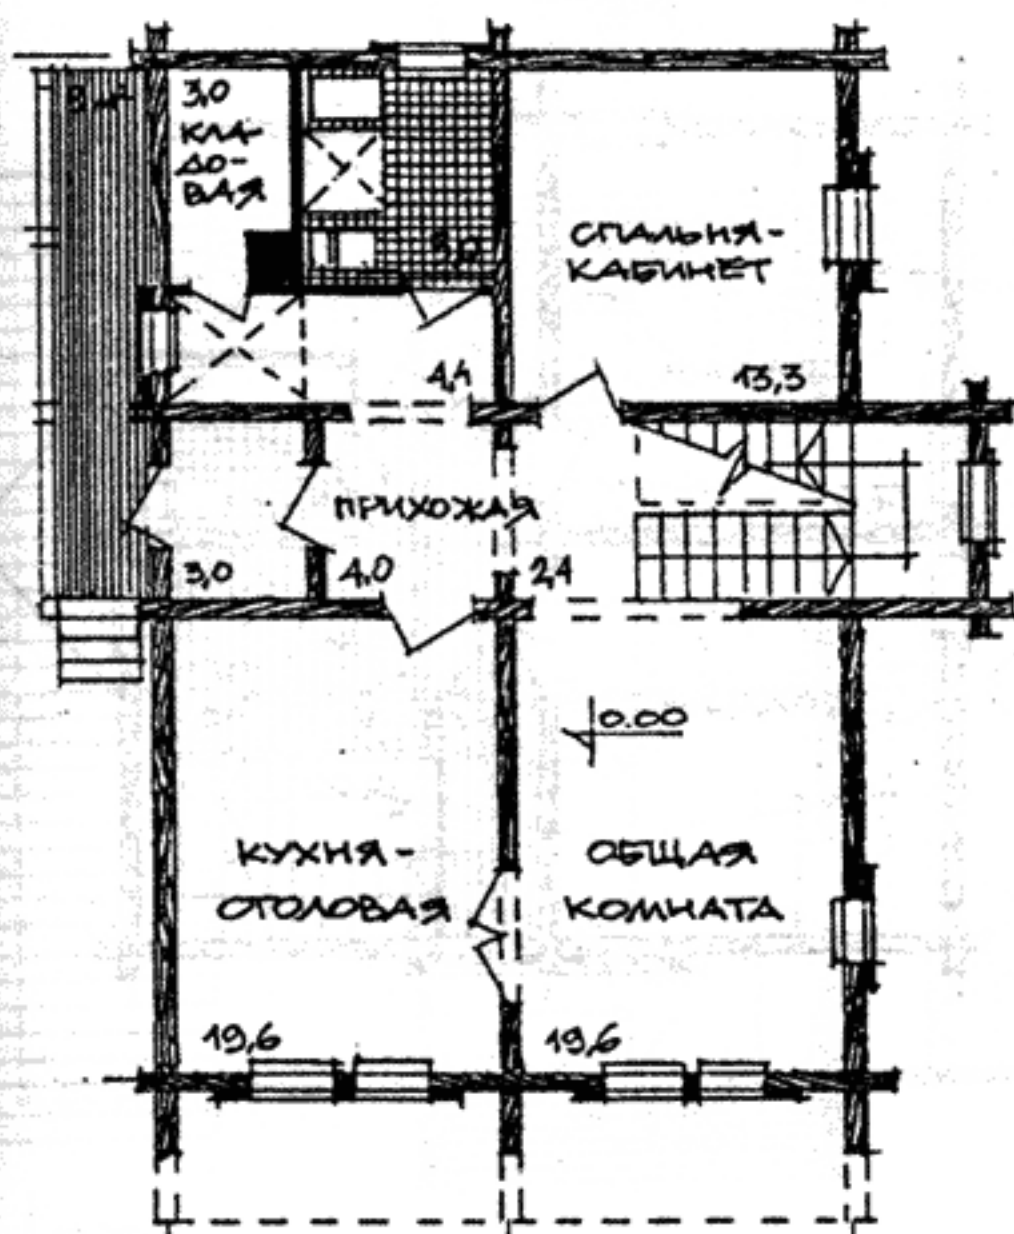 3,0
КЛА-
ДО-
ВАЯ
СПАЛЬНЯ-
КАБИНЕТ
4,4
13,3
ПРИХОЖАЯ
3,0
4,0
2,4
0.00
КУХНЯ-
СТОЛОВАЯ
ОБЩАЯ
КОМНАТА
19,6
19,6